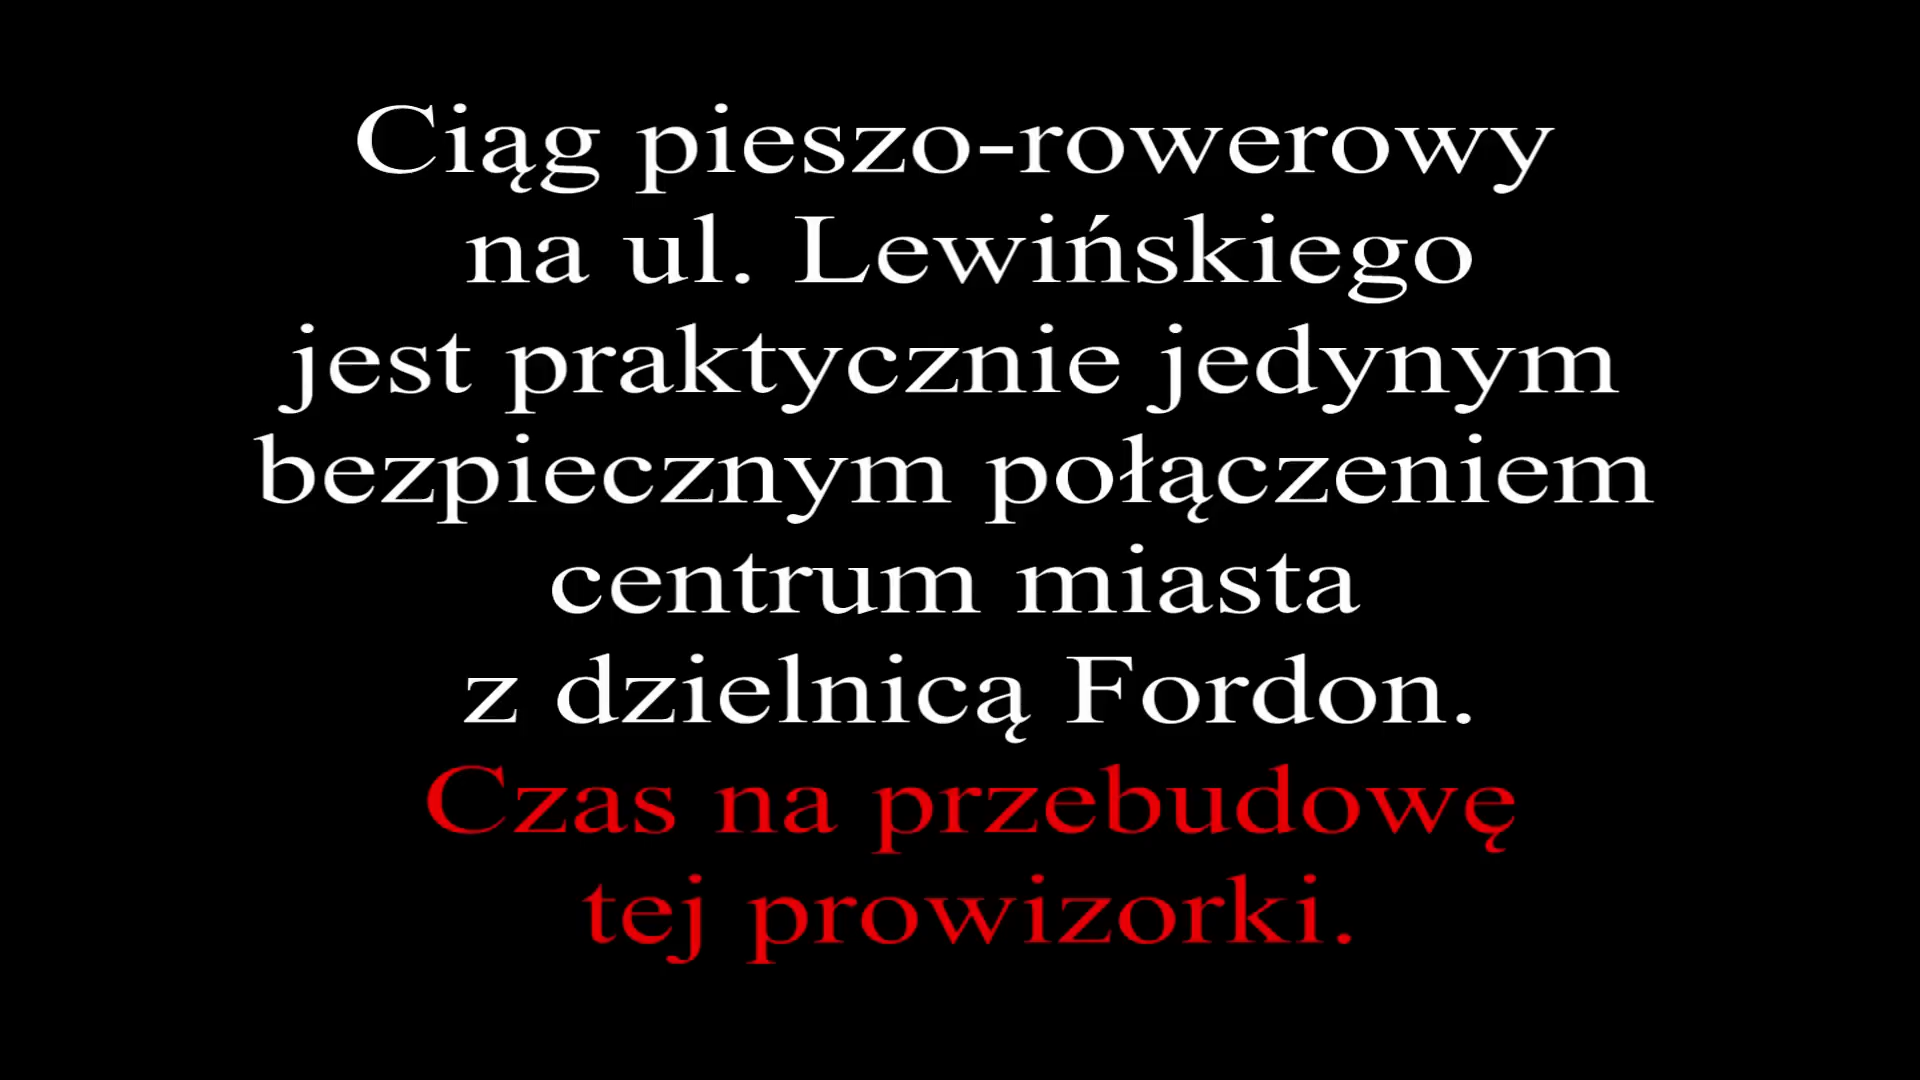 Ciąg pieszo-rowerowy
na ul. Lewińskiego
jest praktycznie jedynym
bezpiecznym połączeniem
centrum miasta
z dzielnicą Fordon.
Czas na przebudowę
tej prowizorki.